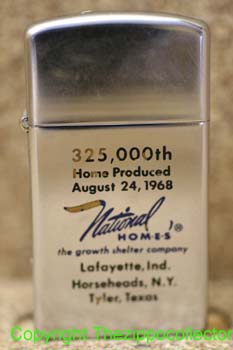 325,000th
Home Produced
August 24, 1968
National ®
HOMES
the growth shelter company
Lafayette, Ind.
Horseheads, N.Y.
Tyler, Texas
Copyright Thezippocollector